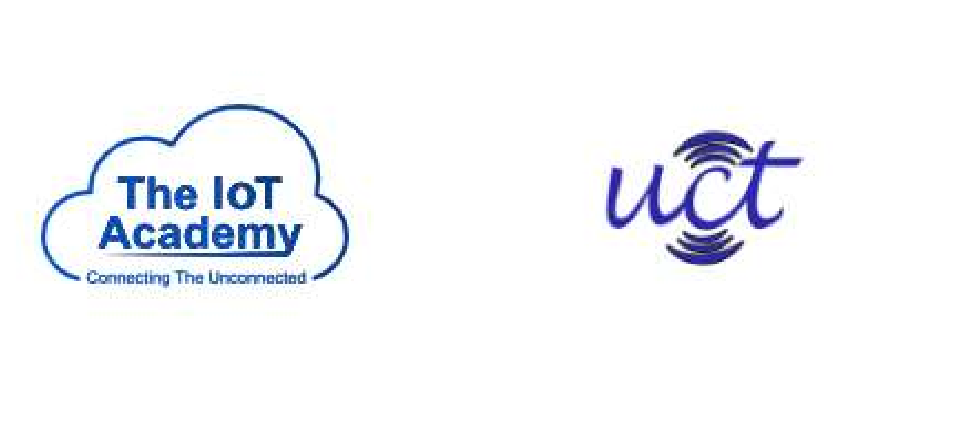 The IoT
Academy
Connecting The Unconnected
uct